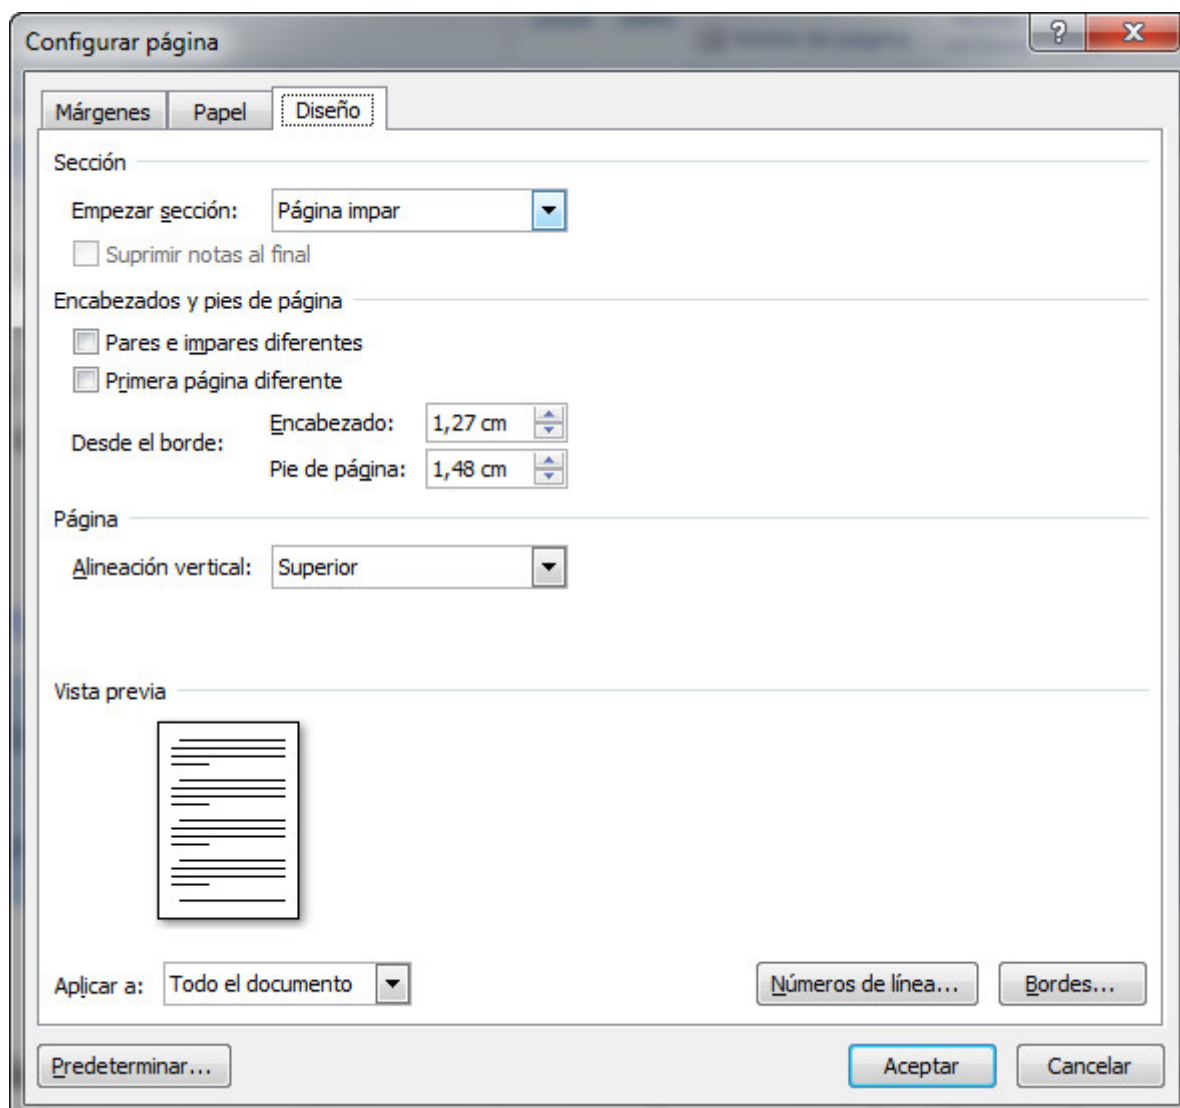 Configurar página
?
X
Márgenes Papel Diseño
Sección
Empezar sección: Página impar
Suprimir notas al final
Encabezados y pies de página
Pares e impares diferentes
Primera página diferente
Desde el borde:
Encabezado: 1,27 cm
Pie de página: 1,48 cm
Página
Alineación vertical: Superior
Vista previa
Aplicar a: Todo el documento
Números de línea... Bordes...
Predeterminar... Aceptar Cancelar